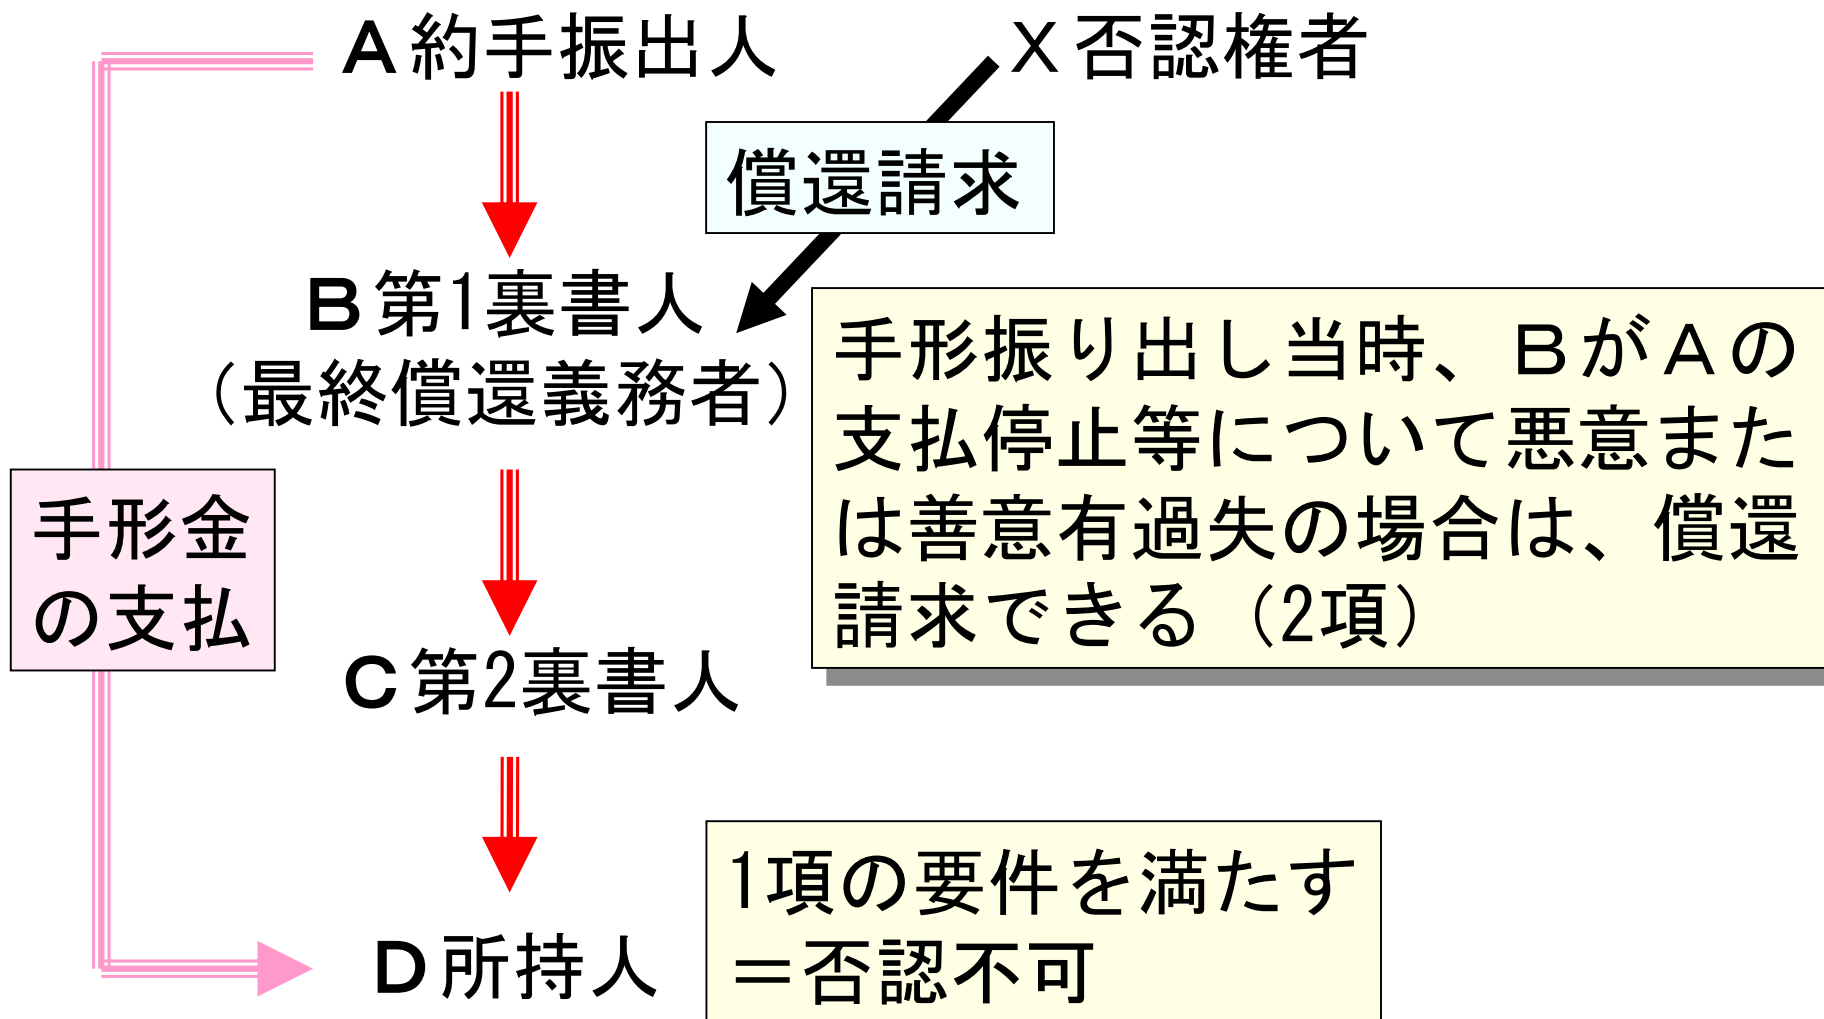 A約手振出人
X否認権者
償還請求
B第1裏書人
(最終償還義務者)
手形振り出し当時、BがAの
支払停止等について悪意また
は善意有過失の場合は、償還
請求できる(2項)
手形金
の支払
C第2裏書人
D所持人
1項の要件を満たす
=否認不可